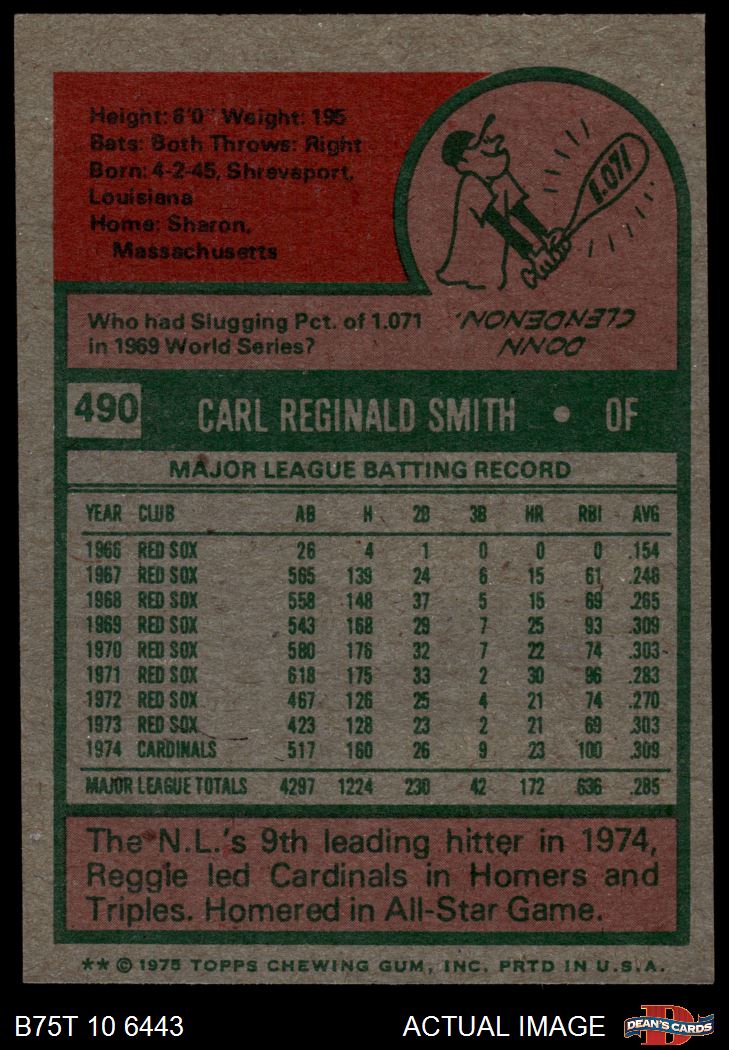 Height: 6'0" Weight: 195
Bats: Both Throws: Right
Born: 4-2-45, Shreveport,
Louisiana
Home: Sharon,
Massachusetts
1.071
Who had Slugging Pct. of 1.071
in 1969 World Series?
DONN
CLENDENON.
490 CARL REGINALD SMITH • OF
MAJOR LEAGUE BATTING RECORD
YEAR CLUB AB H 2B 3B HR RBI AVG
1966 RED SOX 26 4 1 0 0 0 .154
1967 RED SOX 565 139 24 6 15 61 .246
1968 RED SOX 558 148 37 5 15 69 .265
1969 RED SOX 543 168 29 7 25 93 .309
1970 RED SOX 580 176 32 7 22 74 .303
1971 RED SOX 618 175 33 2 30 96 .283
1972 RED SOX 467 126 25 4 21 74 .270
1973 RED SOX 423 128 23 2 21 69 .303
1974 CARDINALS 517 160 26 9 23 100 .309
MAJOR LEAGUE TOTALS 4297 1224 230 42 172 636 .285
The N.L.'s 9th leading hitter in 1974,
Reggie led Cardinals in Homers and
Triples. Homered in All-Star Game.
** © 1975 TOPPS CHEWING GUM, INC. PRTD IN U.S.A.
B75T 10 6443 ACTUAL IMAGE DEAN'S CARDS